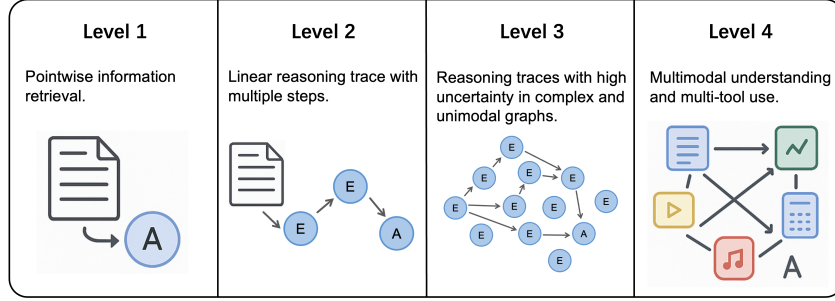 Level 1
Pointwise information
retrieval.
A
Level 2
Linear reasoning trace with
multiple steps.
E
E
A
Level 3
Reasoning traces with high
uncertainty in complex and
unimodal graphs.
E
E
E
E
E
E
E
E
E
E
A
E
Level 4
Multimodal understanding
and multi-tool use.
A